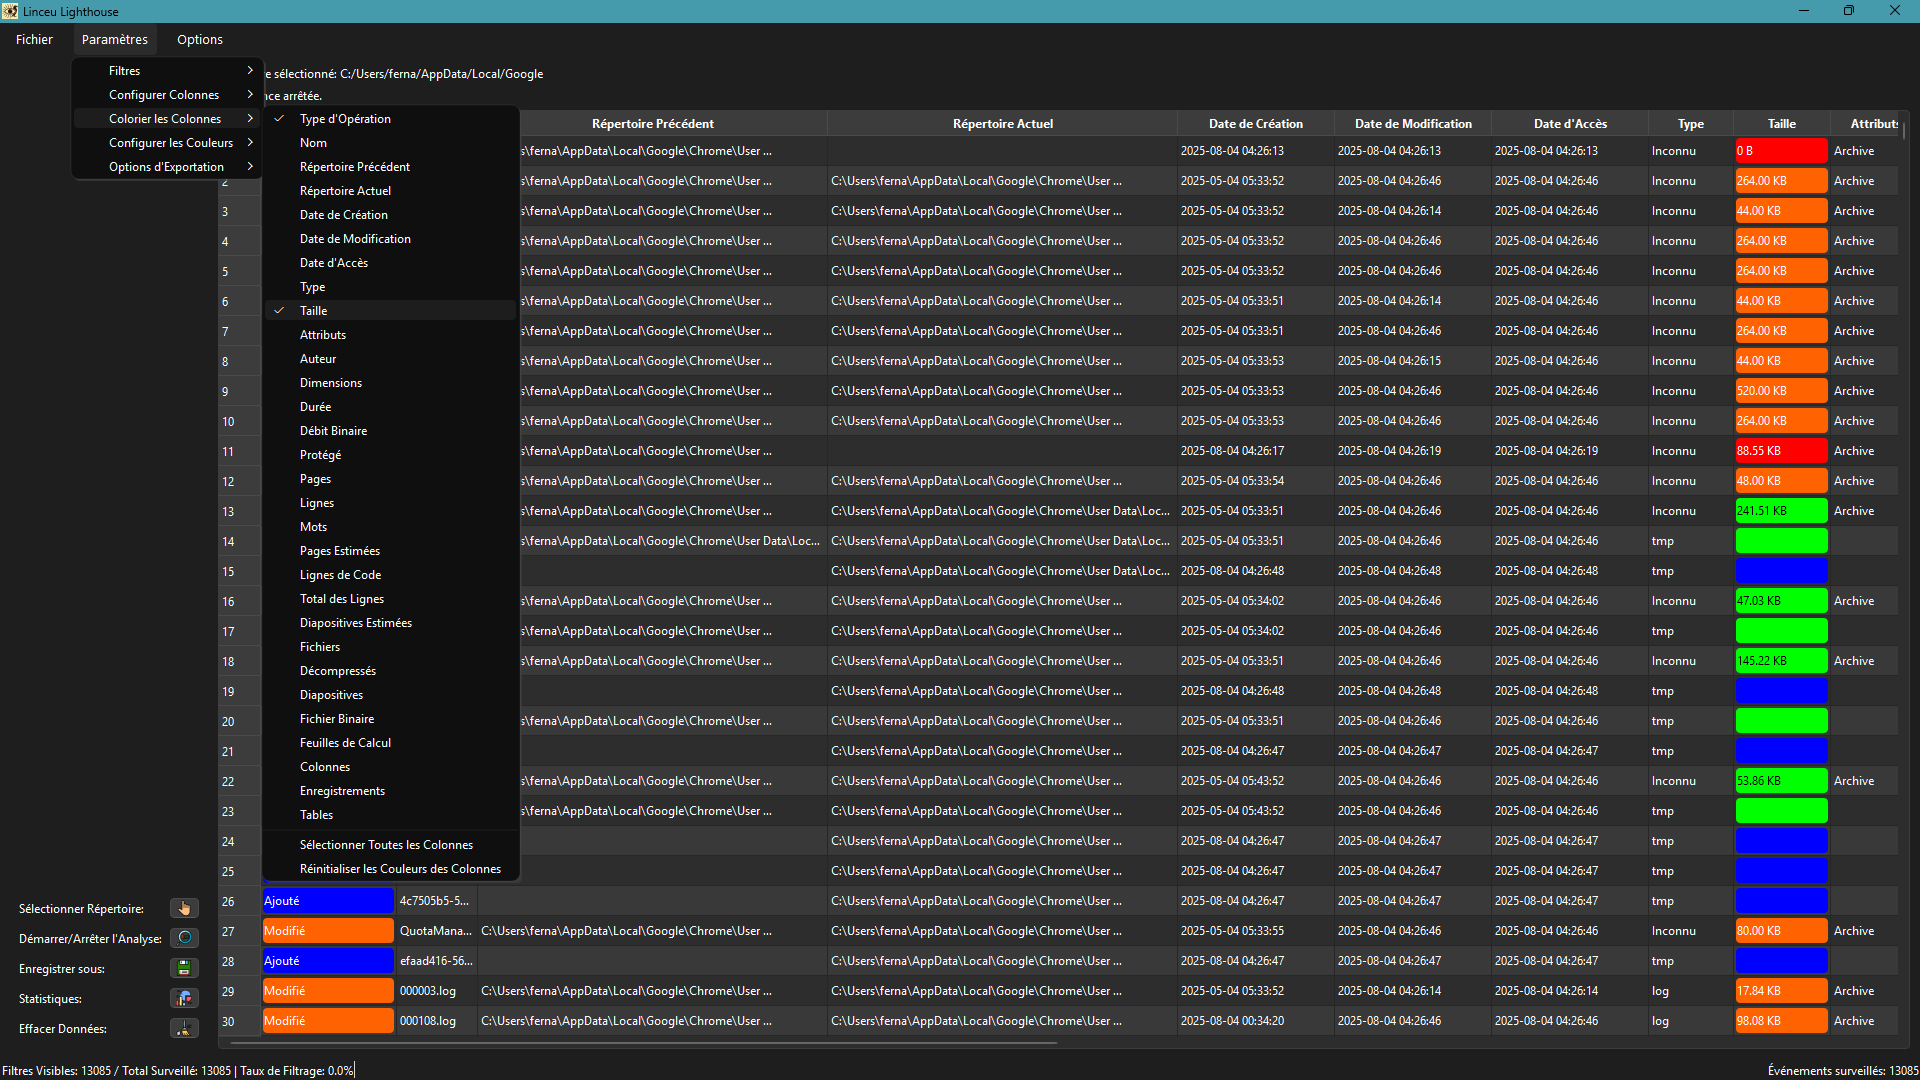 Linceu Lighthouse
Fichier Paramètres Options
Filtres
Configurer Colonnes
Colorier les Colonnes
Configurer les Couleurs
Options d'Exportation
e sélectionné: C:/Users/ferna/AppData/Local/Google
nce arrêtée.
Type d'Opération
Nom
Répertoire Précédent
Répertoire Actuel
Date de Création
Date de Modification
Date d'Accès
Type
Taille
Attributs
Auteur
Dimensions
Durée
Débit Binaire
Protégé
Pages
Lignes
Mots
Pages Estimées
Lignes de Code
Total des Lignes
Diapositives Estimées
Fichiers
Décompressés
Diapositives
Fichier Binaire
Feuilles de Calcul
Colonnes
Enregistrements
Tables
Sélectionner Toutes les Colonnes
Réinitialiser les Couleurs des Colonnes
Répertoire Précédent Répertoire Actuel Date de Création Date de Modification Date d'Accès Type Taille Attributs
s\ferna\AppData\Local\Google\Chrome\User ... 2025-08-04 04:26:13 2025-08-04 04:26:13 2025-08-04 04:26:13 Inconnu 0 B Archive
2 s\ferna\AppData\Local\Google\Chrome\User ... C:\Users\ferna\AppData\Local\Google\Chrome\User ... 2025-05-04 05:33:52 2025-08-04 04:26:46 2025-08-04 04:26:46 Inconnu 264.00 KB Archive
3 s\ferna\AppData\Local\Google\Chrome\User ... C:\Users\ferna\AppData\Local\Google\Chrome\User ... 2025-05-04 05:33:52 2025-08-04 04:26:14 2025-08-04 04:26:46 Inconnu 44.00 KB Archive
4 s\ferna\AppData\Local\Google\Chrome\User ... C:\Users\ferna\AppData\Local\Google\Chrome\User ... 2025-05-04 05:33:52 2025-08-04 04:26:46 2025-08-04 04:26:46 Inconnu 264.00 KB Archive
5 s\ferna\AppData\Local\Google\Chrome\User ... C:\Users\ferna\AppData\Local\Google\Chrome\User ... 2025-05-04 05:33:52 2025-08-04 04:26:46 2025-08-04 04:26:46 Inconnu 264.00 KB Archive
6 s\ferna\AppData\Local\Google\Chrome\User ... C:\Users\ferna\AppData\Local\Google\Chrome\User ... 2025-05-04 05:33:51 2025-08-04 04:26:14 2025-08-04 04:26:46 Inconnu 44.00 KB Archive
7 s\ferna\AppData\Local\Google\Chrome\User ... C:\Users\ferna\AppData\Local\Google\Chrome\User ... 2025-05-04 05:33:51 2025-08-04 04:26:46 2025-08-04 04:26:46 Inconnu 264.00 KB Archive
8 s\ferna\AppData\Local\Google\Chrome\User ... C:\Users\ferna\AppData\Local\Google\Chrome\User ... 2025-05-04 05:33:53 2025-08-04 04:26:15 2025-08-04 04:26:46 Inconnu 44.00 KB Archive
9 s\ferna\AppData\Local\Google\Chrome\User ... C:\Users\ferna\AppData\Local\Google\Chrome\User ... 2025-05-04 05:33:53 2025-08-04 04:26:46 2025-08-04 04:26:46 Inconnu 520.00 KB Archive
10 s\ferna\AppData\Local\Google\Chrome\User ... C:\Users\ferna\AppData\Local\Google\Chrome\User ... 2025-05-04 05:33:53 2025-08-04 04:26:46 2025-08-04 04:26:46 Inconnu 264.00 KB Archive
11 s\ferna\AppData\Local\Google\Chrome\User ... 2025-08-04 04:26:17 2025-08-04 04:26:19 2025-08-04 04:26:19 Inconnu 88.55 KB Archive
12 s\ferna\AppData\Local\Google\Chrome\User ... C:\Users\ferna\AppData\Local\Google\Chrome\User ... 2025-05-04 05:33:54 2025-08-04 04:26:46 2025-08-04 04:26:46 Inconnu 48.00 KB Archive
13 s\ferna\AppData\Local\Google\Chrome\User ... C:\Users\ferna\AppData\Local\Google\Chrome\User Data\Loc... 2025-05-04 05:33:51 2025-08-04 04:26:46 2025-08-04 04:26:46 Inconnu 241.51 KB Archive
14 s\ferna\AppData\Local\Google\Chrome\User Data\Loc... C:\Users\ferna\AppData\Local\Google\Chrome\User Data\Loc... 2025-05-04 05:33:51 2025-08-04 04:26:46 2025-08-04 04:26:46 tmp
15 C:\Users\ferna\AppData\Local\Google\Chrome\User Data\Loc... 2025-08-04 04:26:48 2025-08-04 04:26:48 2025-08-04 04:26:48 tmp
16 s\ferna\AppData\Local\Google\Chrome\User ... C:\Users\ferna\AppData\Local\Google\Chrome\User ... 2025-05-04 05:34:02 2025-08-04 04:26:46 2025-08-04 04:26:46 Inconnu 47.03 KB Archive
17 s\ferna\AppData\Local\Google\Chrome\User ... C:\Users\ferna\AppData\Local\Google\Chrome\User ... 2025-05-04 05:34:02 2025-08-04 04:26:46 2025-08-04 04:26:46 tmp
18 s\ferna\AppData\Local\Google\Chrome\User ... C:\Users\ferna\AppData\Local\Google\Chrome\User ... 2025-05-04 05:33:51 2025-08-04 04:26:46 2025-08-04 04:26:46 Inconnu 145.22 KB Archive
19 C:\Users\ferna\AppData\Local\Google\Chrome\User ... 2025-08-04 04:26:48 2025-08-04 04:26:48 2025-08-04 04:26:48 tmp
20 s\ferna\AppData\Local\Google\Chrome\User ... C:\Users\ferna\AppData\Local\Google\Chrome\User ... 2025-05-04 05:33:51 2025-08-04 04:26:46 2025-08-04 04:26:46 tmp
21 C:\Users\ferna\AppData\Local\Google\Chrome\User ... 2025-08-04 04:26:47 2025-08-04 04:26:47 2025-08-04 04:26:47 tmp
22 s\ferna\AppData\Local\Google\Chrome\User ... C:\Users\ferna\AppData\Local\Google\Chrome\User ... 2025-05-04 05:43:52 2025-08-04 04:26:46 2025-08-04 04:26:46 Inconnu 53.86 KB Archive
23 s\ferna\AppData\Local\Google\Chrome\User ... C:\Users\ferna\AppData\Local\Google\Chrome\User ... 2025-05-04 05:43:52 2025-08-04 04:26:46 2025-08-04 04:26:46 tmp
24 C:\Users\ferna\AppData\Local\Google\Chrome\User ... 2025-08-04 04:26:47 2025-08-04 04:26:47 2025-08-04 04:26:47 tmp
25 C:\Users\ferna\AppData\Local\Google\Chrome\User ... 2025-08-04 04:26:47 2025-08-04 04:26:47 2025-08-04 04:26:47 tmp
26 Ajouté 4c7505b5-5... C:\Users\ferna\AppData\Local\Google\Chrome\User ... 2025-08-04 04:26:47 2025-08-04 04:26:47 2025-08-04 04:26:47 tmp
27 Modifié QuotaMana... C:\Users\ferna\AppData\Local\Google\Chrome\User ... C:\Users\ferna\AppData\Local\Google\Chrome\User ... 2025-05-04 05:33:55 2025-08-04 04:26:46 2025-08-04 04:26:46 Inconnu 80.00 KB Archive
28 Ajouté efaad416-56... C:\Users\ferna\AppData\Local\Google\Chrome\User ... 2025-08-04 04:26:47 2025-08-04 04:26:47 2025-08-04 04:26:47 tmp
29 Modifié 000003.log C:\Users\ferna\AppData\Local\Google\Chrome\User ... C:\Users\ferna\AppData\Local\Google\Chrome\User ... 2025-05-04 05:33:52 2025-08-04 04:26:14 2025-08-04 04:26:14 log 17.84 KB Archive
30 Modifié 000108.log C:\Users\ferna\AppData\Local\Google\Chrome\User ... C:\Users\ferna\AppData\Local\Google\Chrome\User ... 2025-08-04 00:34:20 2025-08-04 04:26:46 2025-08-04 04:26:46 log 98.08 KB Archive
Sélectionner Répertoire:
Démarrer/Arrêter l'Analyse:
Enregistrer sous:
Statistiques:
Effacer Données:
Filtres Visibles: 13085 / Total Surveillé: 13085 | Taux de Filtrage: 0.0%
Événements surveillés: 13085